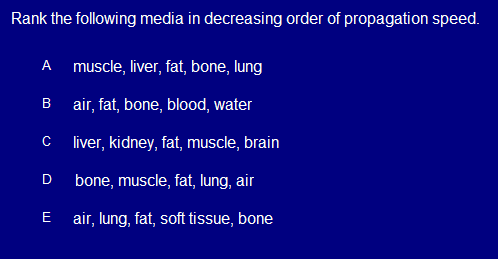 Rank the following media in decreasing order of propagation speed.
A muscle, liver, fat, bone, lung
B air, fat, bone, blood, water
C liver, kidney, fat, muscle, brain
D bone, muscle, fat, lung, air
E air, lung, fat, soft tissue, bone